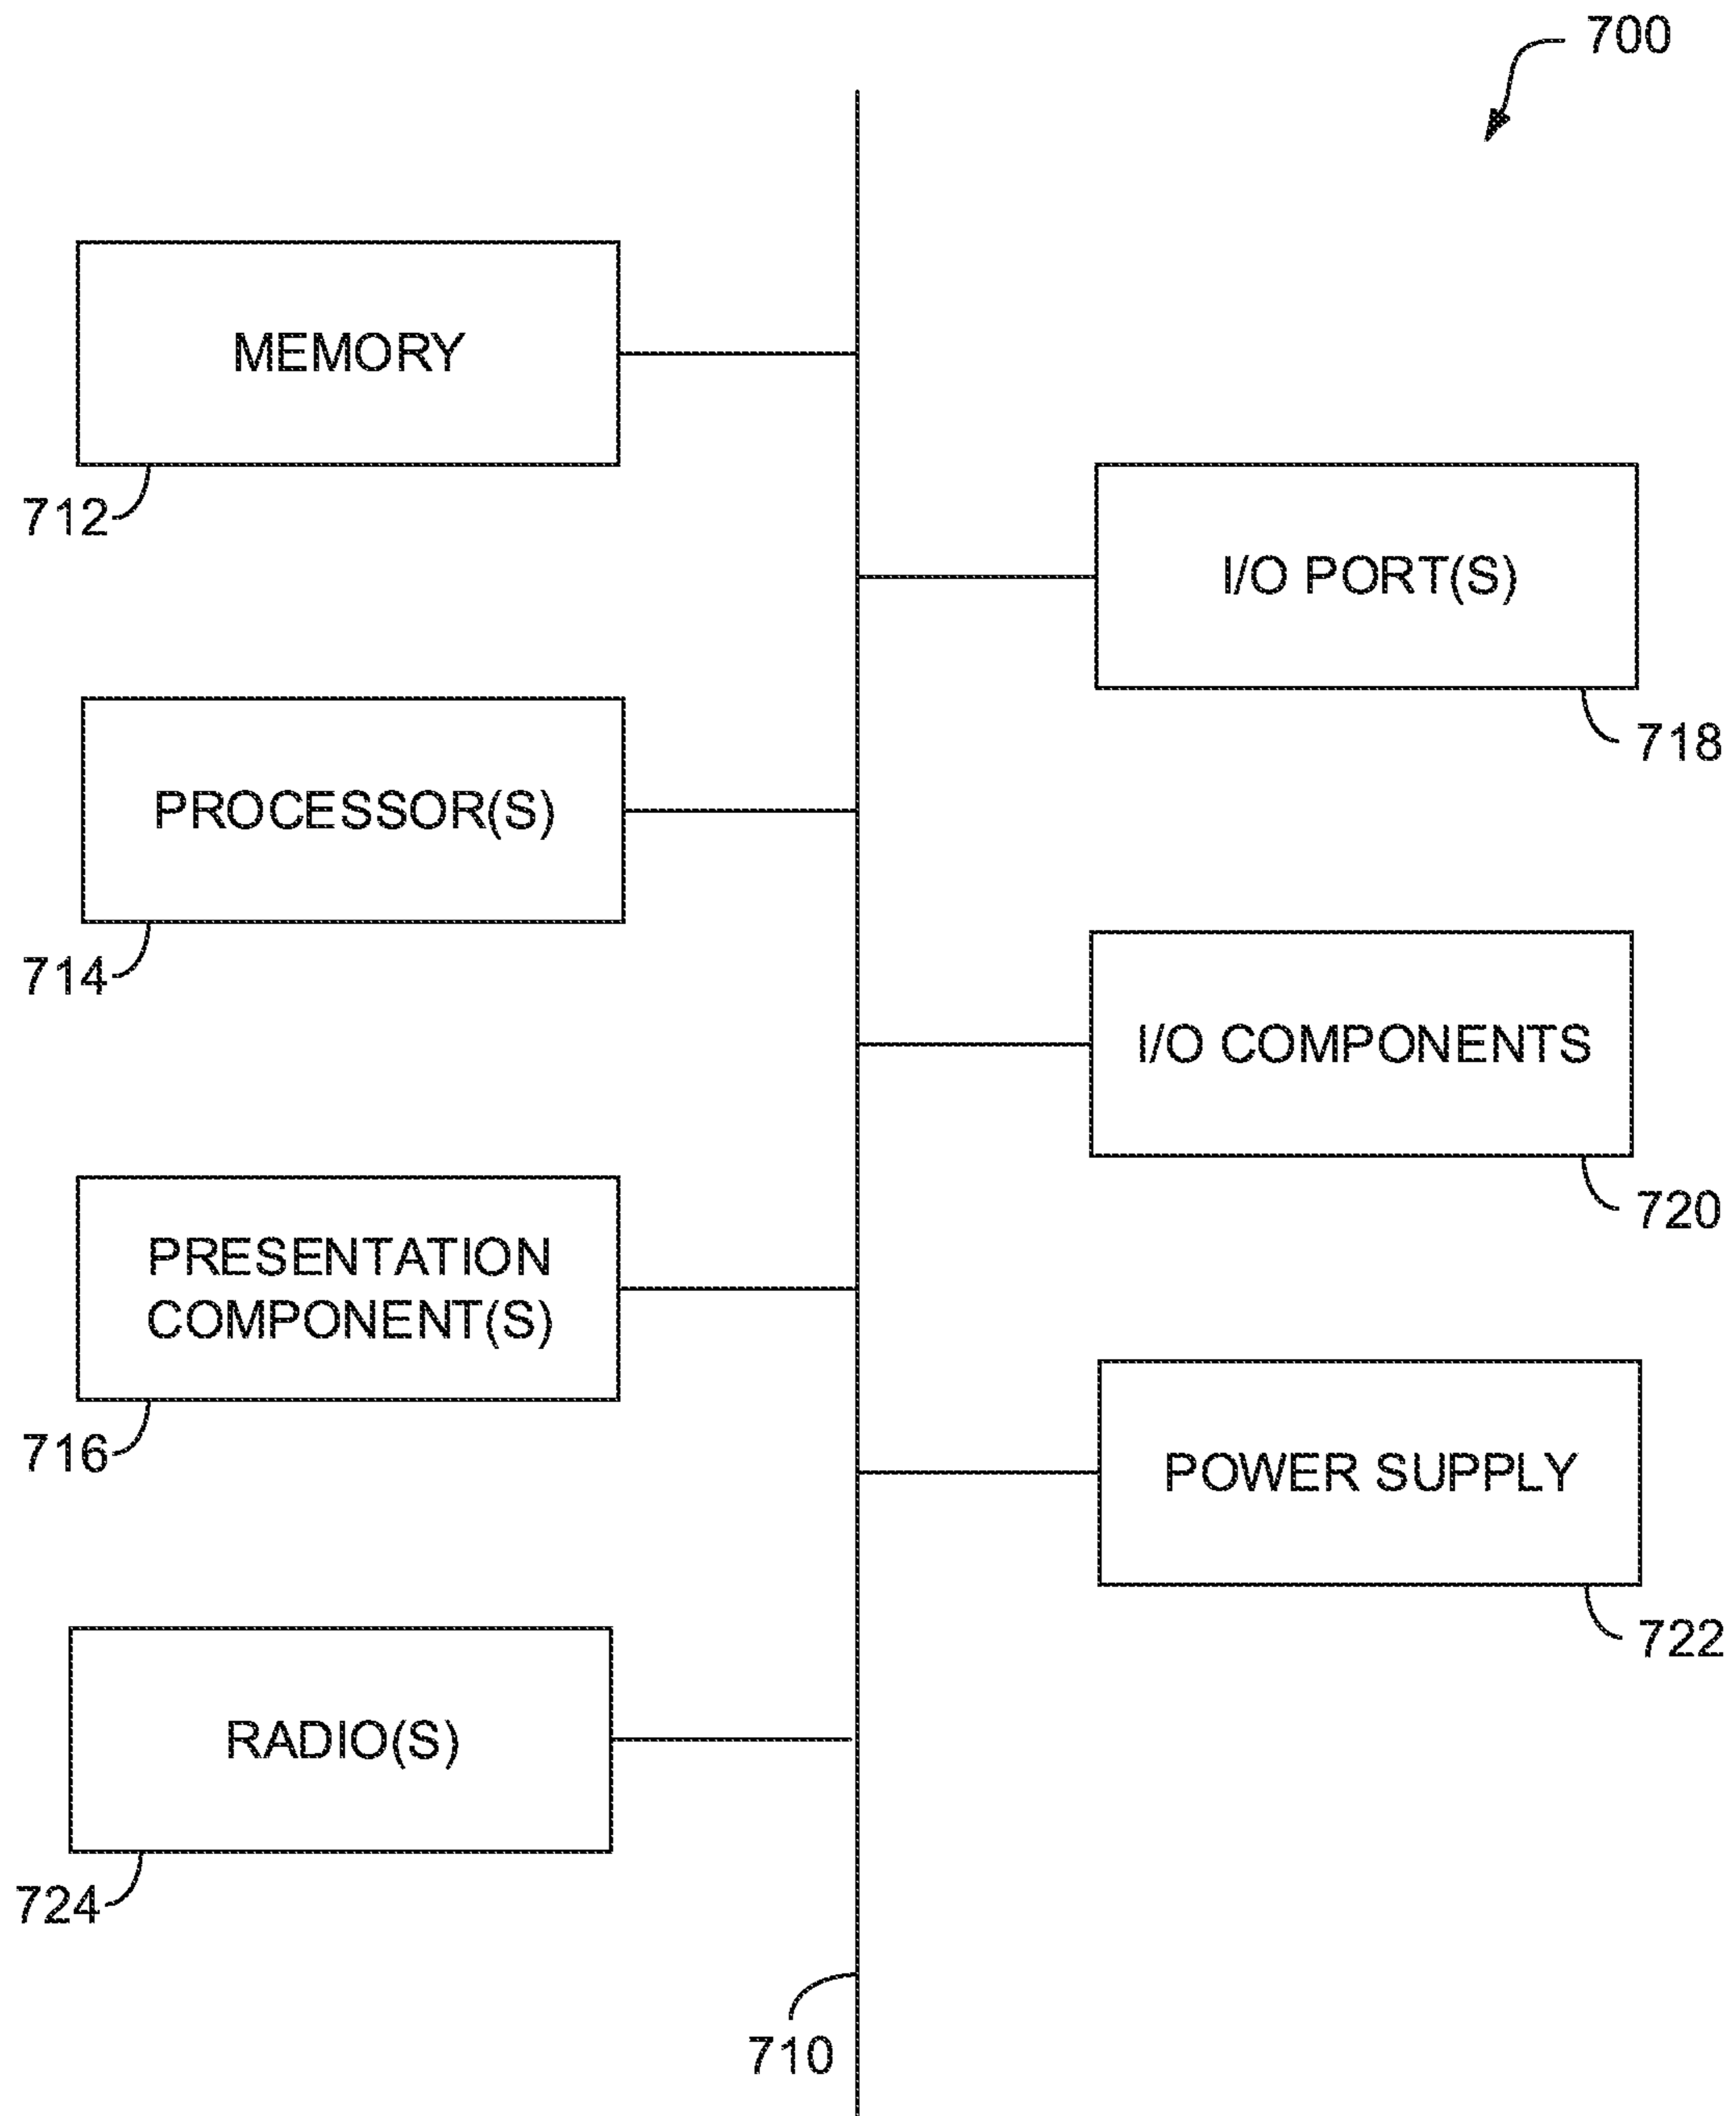 700
MEMORY
712
I/O PORT(S)
718
PROCESSOR(S)
714
I/O COMPONENTS
720
PRESENTATION
COMPONENT(S)
716
POWER SUPPLY
722
RADIO(S)
724
710